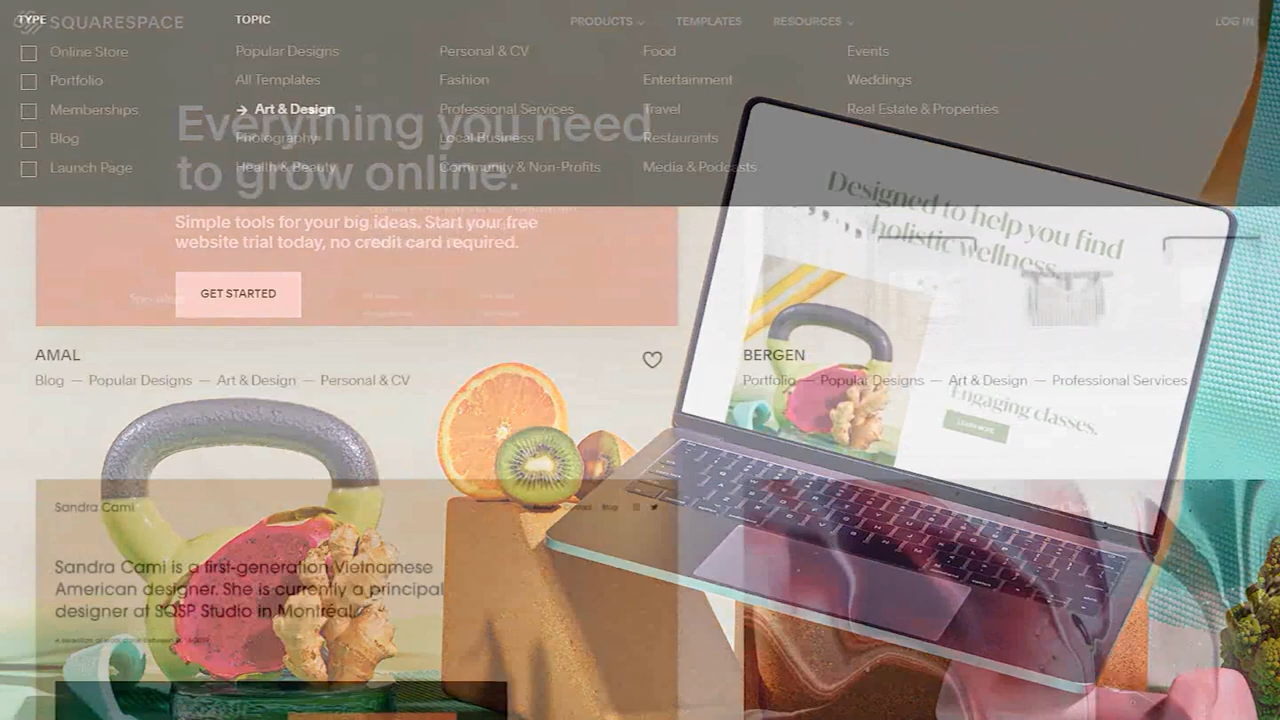 TYPE
SQUARESPACE
TOPIC
PRODUCTS
TEMPLATES
RESOURCES
LOG IN
Online Store
Popular Designs
Personal & CV
Food
Events
Portfolio
All Templates
Fashion
Entertainment
Weddings
Memberships
→ Art & Design
Professional Services
Travel
Real Estate & Properties
Blog
Photography
Local Business
Restaurants
Launch Page
Health & Beauty
Community & Non-Profits
Media & Podcasts
Everything you need
to grow online.
Simple tools for your big ideas. Start your free
website trial today, no credit card required.
GET STARTED
Designed to help you find
holistic wellness.
AMAL
Blog — Popular Designs — Art & Design — Personal & CV
BERGEN
Portfolio — Popular Designs — Art & Design — Professional Services
Engaging classes.
LEARN MORE
Sandra Cami
Blog
Sandra Cami is a first-generation Vietnamese
American designer. She is currently a principal
designer at SQSP Studio in Montréal.